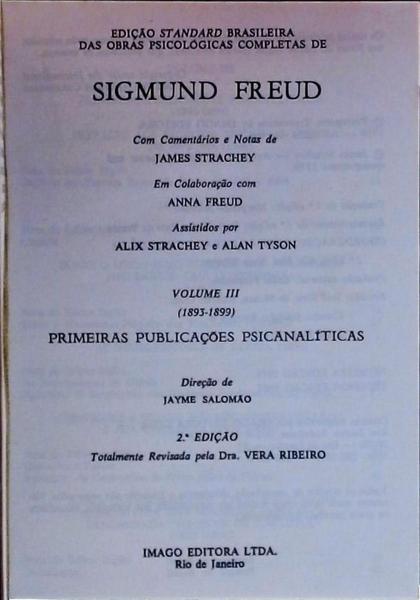 EDIÇÃO STANDARD BRASILEIRA
DAS OBRAS PSICOLÓGICAS COMPLETAS DE
SIGMUND FREUD
Com Comentários e Notas de
JAMES STRACHEY
Em Colaboração com
ANNA FREUD
Assistidos por
ALIX STRACHEY e ALAN TYSON
VOLUME III
(1893-1899)
PRIMEIRAS PUBLICAÇÕES PSICANALÍTICAS
Direção de
JAYME SALOMÃO
2.ª EDIÇÃO
Totalmente Revisada pela Dra. VERA RIBEIRO
IMAGO EDITORA LTDA.
Rio de Janeiro